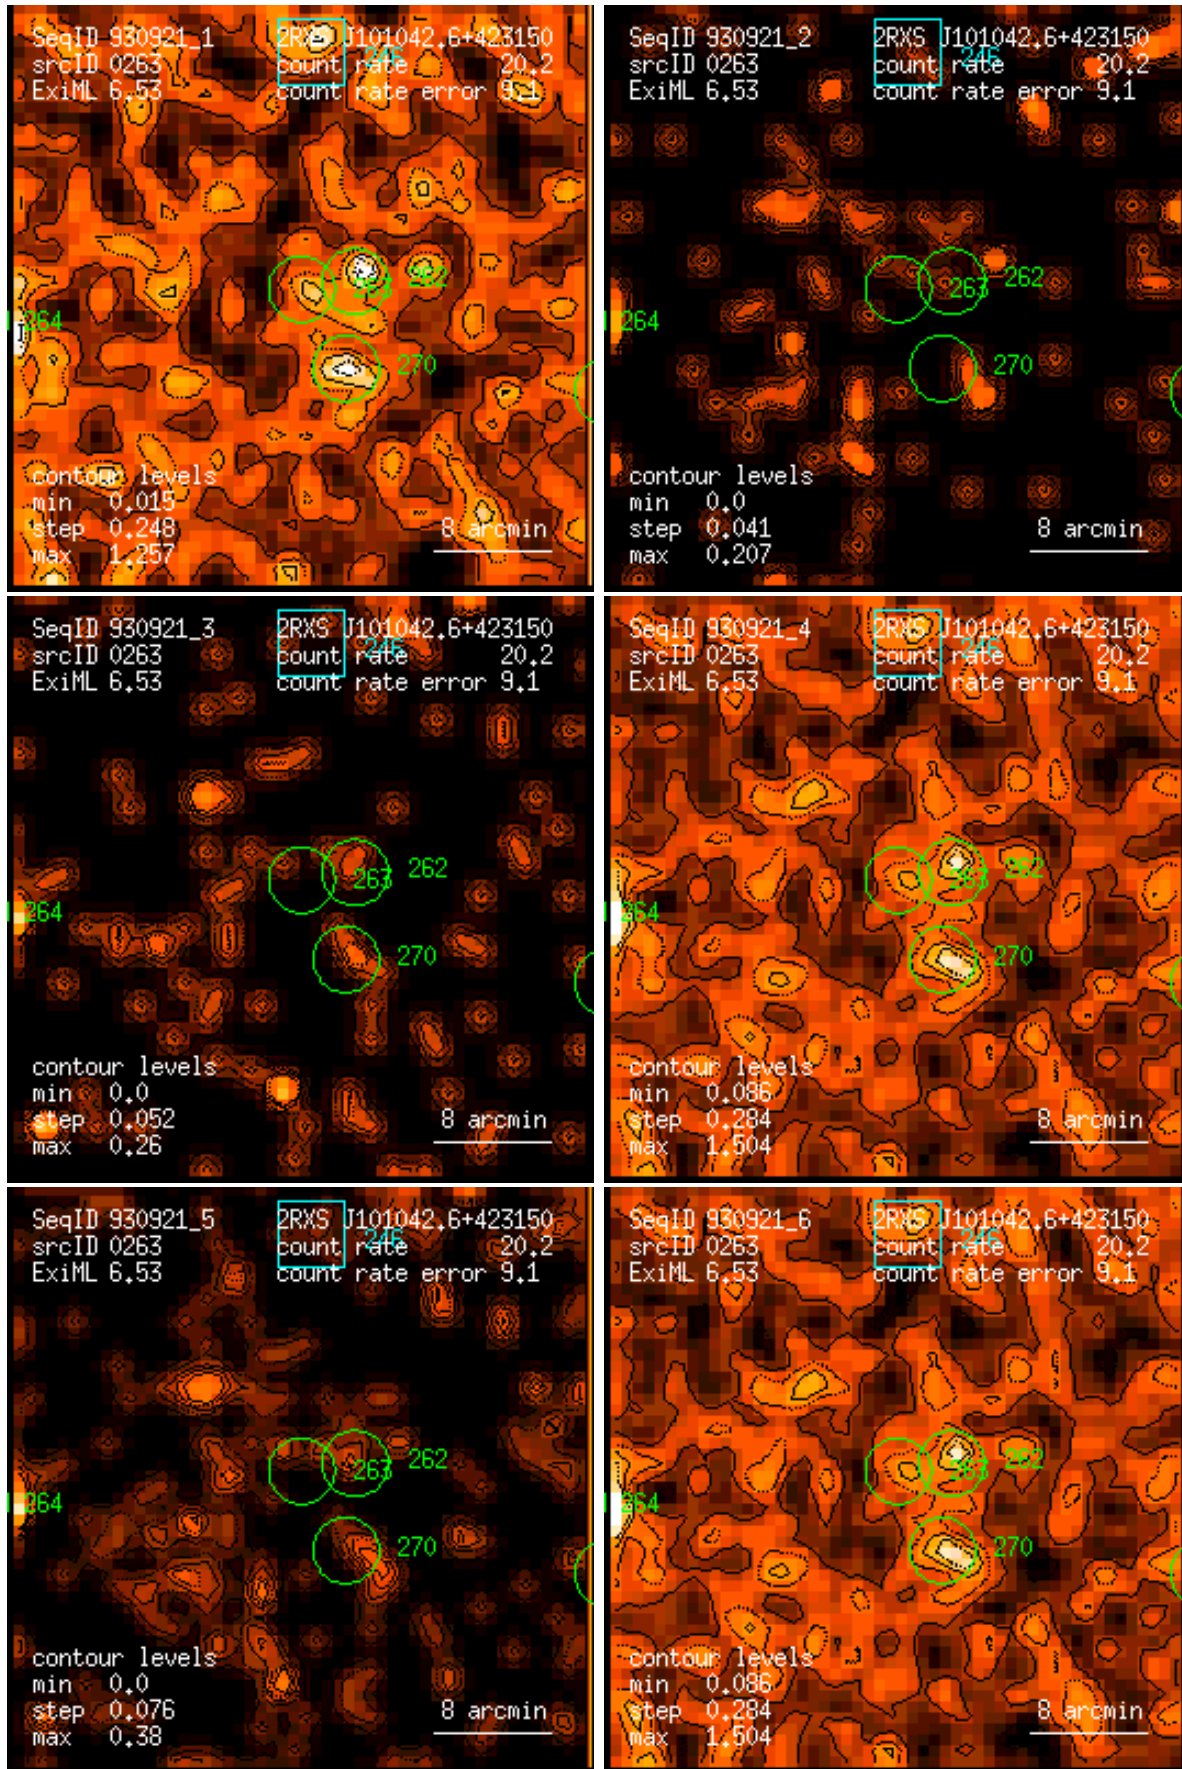 SeqID 930921_1 2RXS J101042.6+423150
srcID 0263 count rate 20.2
246
ExiML 6.53 count rate error 9.1
263 262
264
270
contour levels
min 0.015
step 0.248
max 1.257
8 arcmin
SeqID 930921_2 2RXS J101042.6+423150
srcID 0263 count rate 20.2
246
ExiML 6.53 count rate error 9.1
263 262
264
270
contour levels
min 0.0
step 0.041
max 0.207
8 arcmin
SeqID 930921_3 2RXS J101042.6+423150
srcID 0263 count rate 20.2
246
ExiML 6.53 count rate error 9.1
263 262
264
270
contour levels
min 0.0
step 0.052
max 0.26
8 arcmin
SeqID 930921_4 2RXS J101042.6+423150
srcID 0263 count rate 20.2
246
ExiML 6.53 count rate error 9.1
263 262
264
270
contour levels
min 0.086
step 0.284
max 1.504
8 arcmin
SeqID 930921_5 2RXS J101042.6+423150
srcID 0263 count rate 20.2
246
ExiML 6.53 count rate error 9.1
263 262
264
270
contour levels
min 0.0
step 0.076
max 0.38
8 arcmin
SeqID 930921_6 2RXS J101042.6+423150
srcID 0263 count rate 20.2
246
ExiML 6.53 count rate error 9.1
263 262
264
270
contour levels
min 0.086
step 0.284
max 1.504
8 arcmin